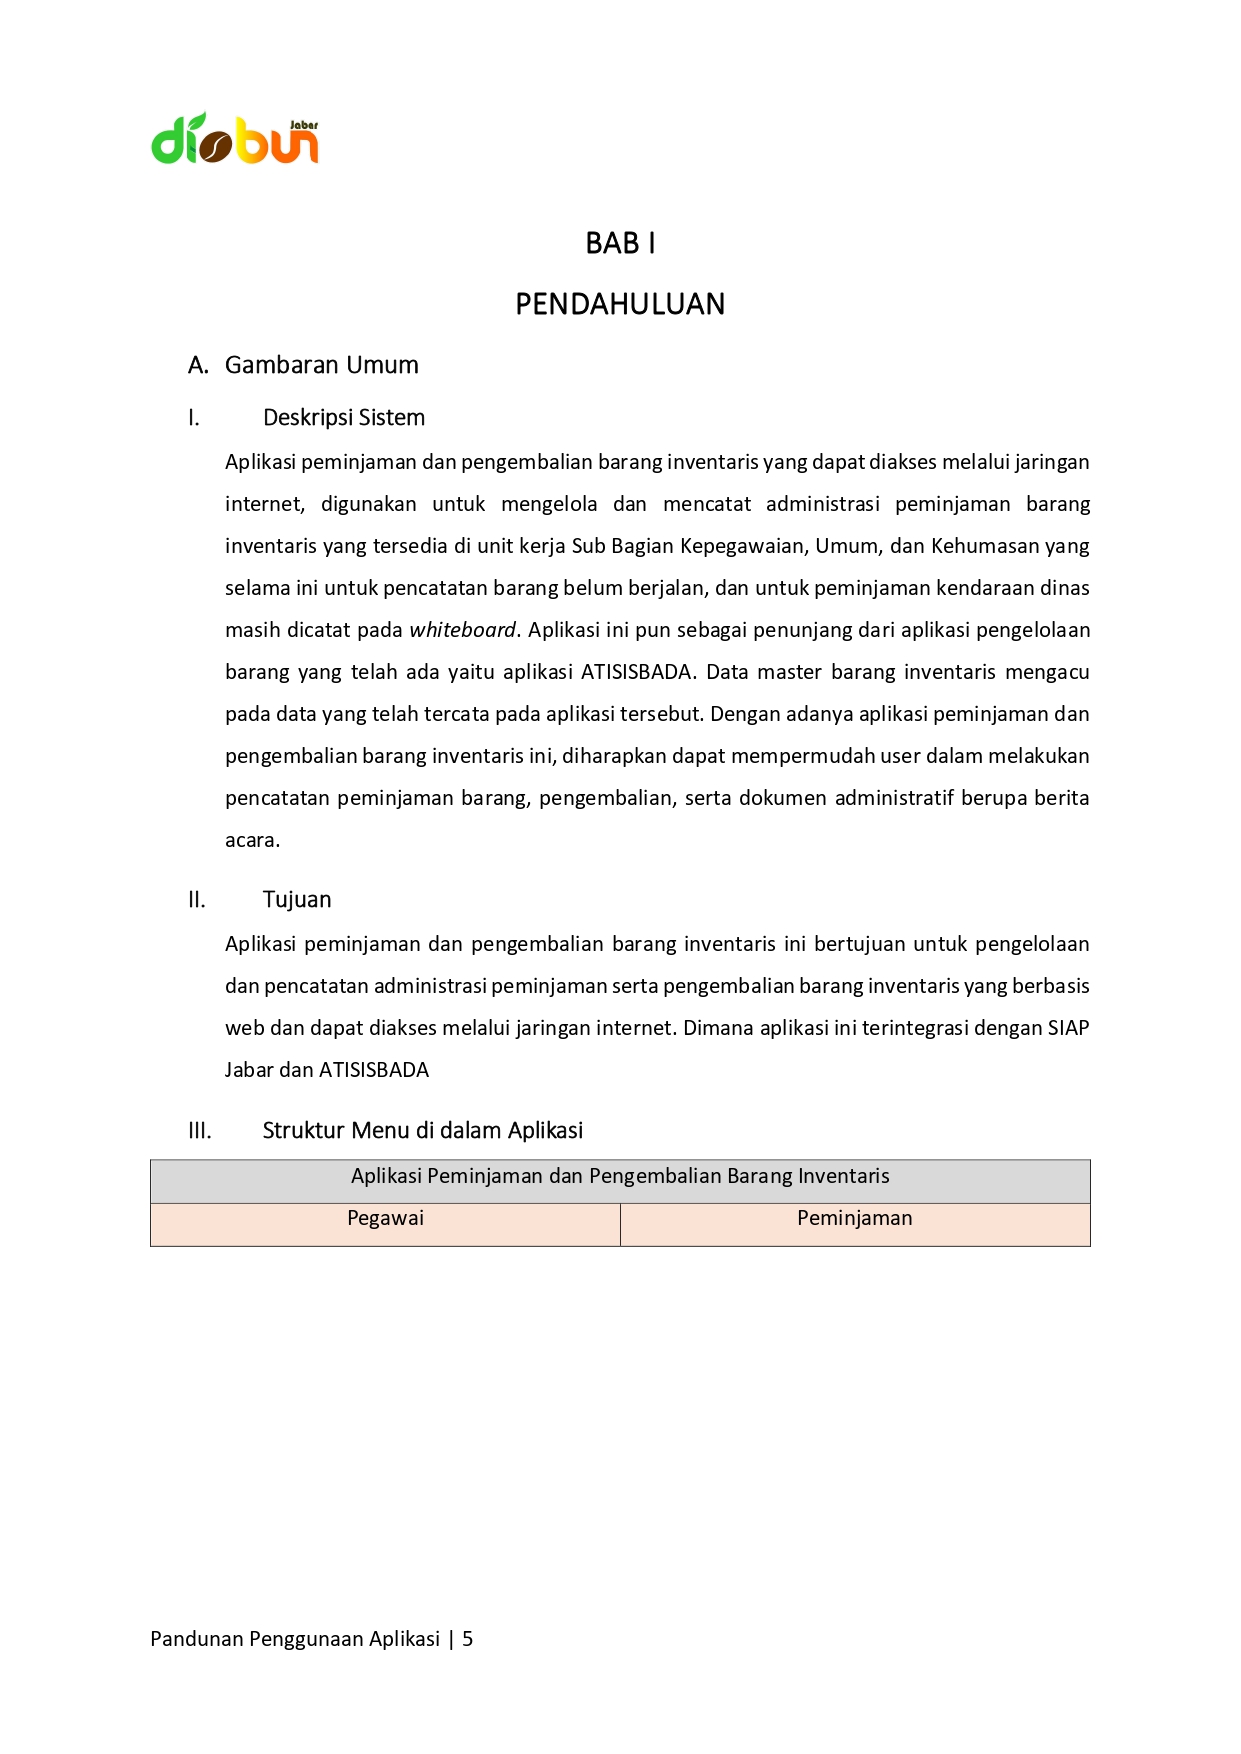 disbun
Jabar
BAB I
PENDAHULUAN
A. Gambaran Umum
I. Deskripsi Sistem
Aplikasi peminjaman dan pengembalian barang inventaris yang dapat diakses melalui jaringan
internet, digunakan untuk mengelola dan mencatat administrasi peminjaman barang
inventaris yang tersedia di unit kerja Sub Bagian Kepegawaian, Umum, dan Kehumasan yang
selama ini untuk pencatatan barang belum berjalan, dan untuk peminjaman kendaraan dinas
masih dicatat pada whiteboard. Aplikasi ini pun sebagai penunjang dari aplikasi pengelolaan
barang yang telah ada yaitu aplikasi ATISISBADA. Data master barang inventaris mengacu
pada data yang telah tercata pada aplikasi tersebut. Dengan adanya aplikasi peminjaman dan
pengembalian barang inventaris ini, diharapkan dapat mempermudah user dalam melakukan
pencatatan peminjaman barang, pengembalian, serta dokumen administratif berupa berita
acara.
II. Tujuan
Aplikasi peminjaman dan pengembalian barang inventaris ini bertujuan untuk pengelolaan
dan pencatatan administrasi peminjaman serta pengembalian barang inventaris yang berbasis
web dan dapat diakses melalui jaringan internet. Dimana aplikasi ini terintegrasi dengan SIAP
Jabar dan ATISISBADA
III. Struktur Menu di dalam Aplikasi
Aplikasi Peminjaman dan Pengembalian Barang Inventaris
Pegawai Peminjaman
Pandunan Penggunaan Aplikasi | 5